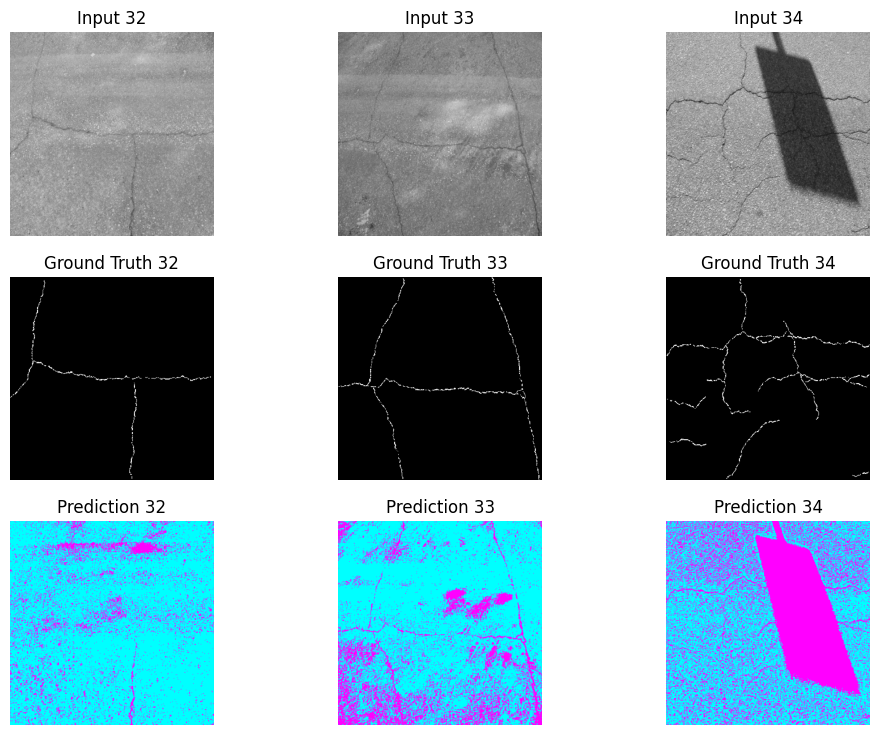 Input 32
Input 33
Input 34
Ground Truth 32
Ground Truth 33
Ground Truth 34
Prediction 32
Prediction 33
Prediction 34